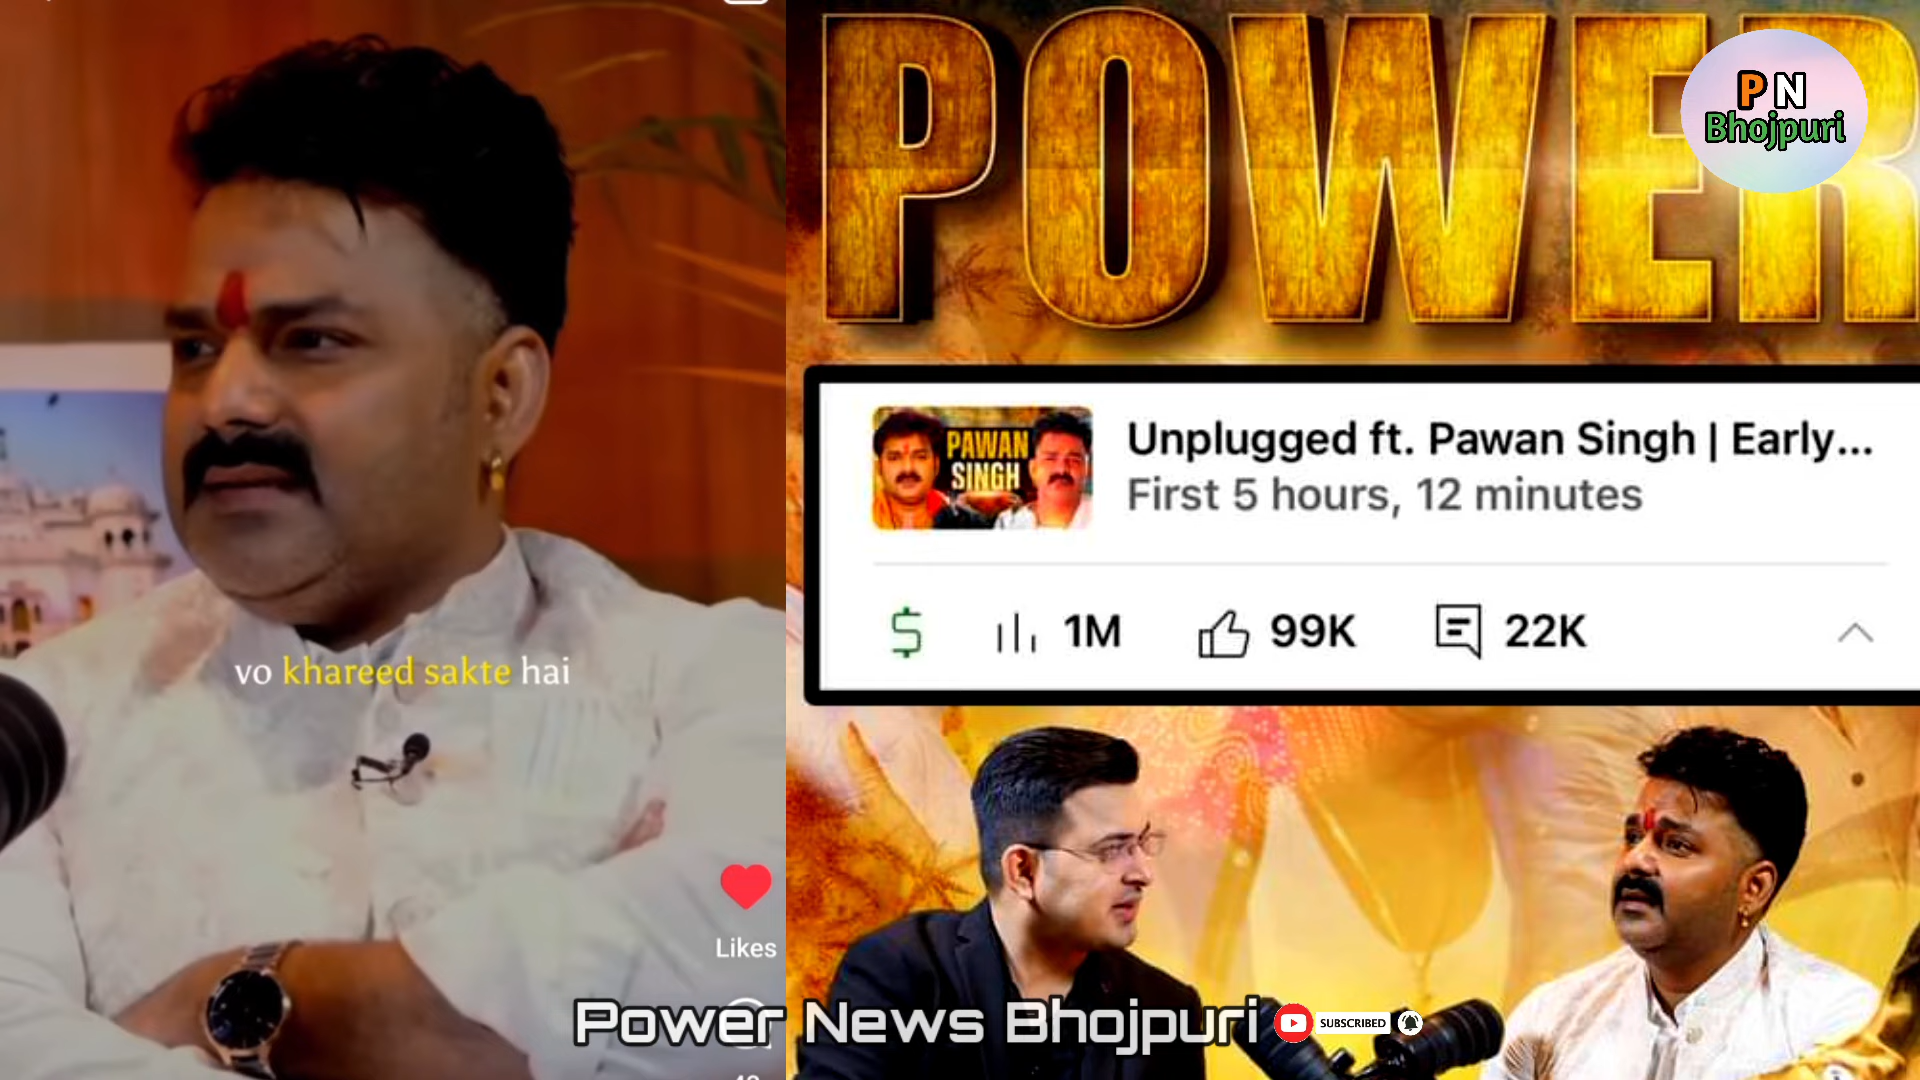 vo khareed sakte hai
Likes
POWER
PN
Bhojpuri
PAWAN
SINGH
Unplugged ft. Pawan Singh | Early...
First 5 hours, 12 minutes
$ 1M 99K 22K
Power News Bhojpuri SUBSCRIBED